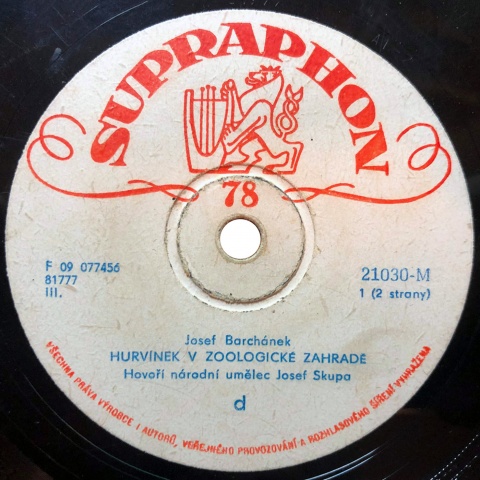 SUPRAPHON
78
F 09 077456
81777
III.
21030-M
1 (2 strany)
Josef Barchánek
HURVÍNEK V ZOOLOGICKÉ ZAHRADĚ
Hovoří národní umělec Josef Skupa
d
VŠECHNA PRÁVA VÝROBCE I AUTORŮ, VEŘEJNÉHO PROVOZOVÁNÍ A ROZHLASOVÉHO ŠÍŘENÍ VYHRAŽENA